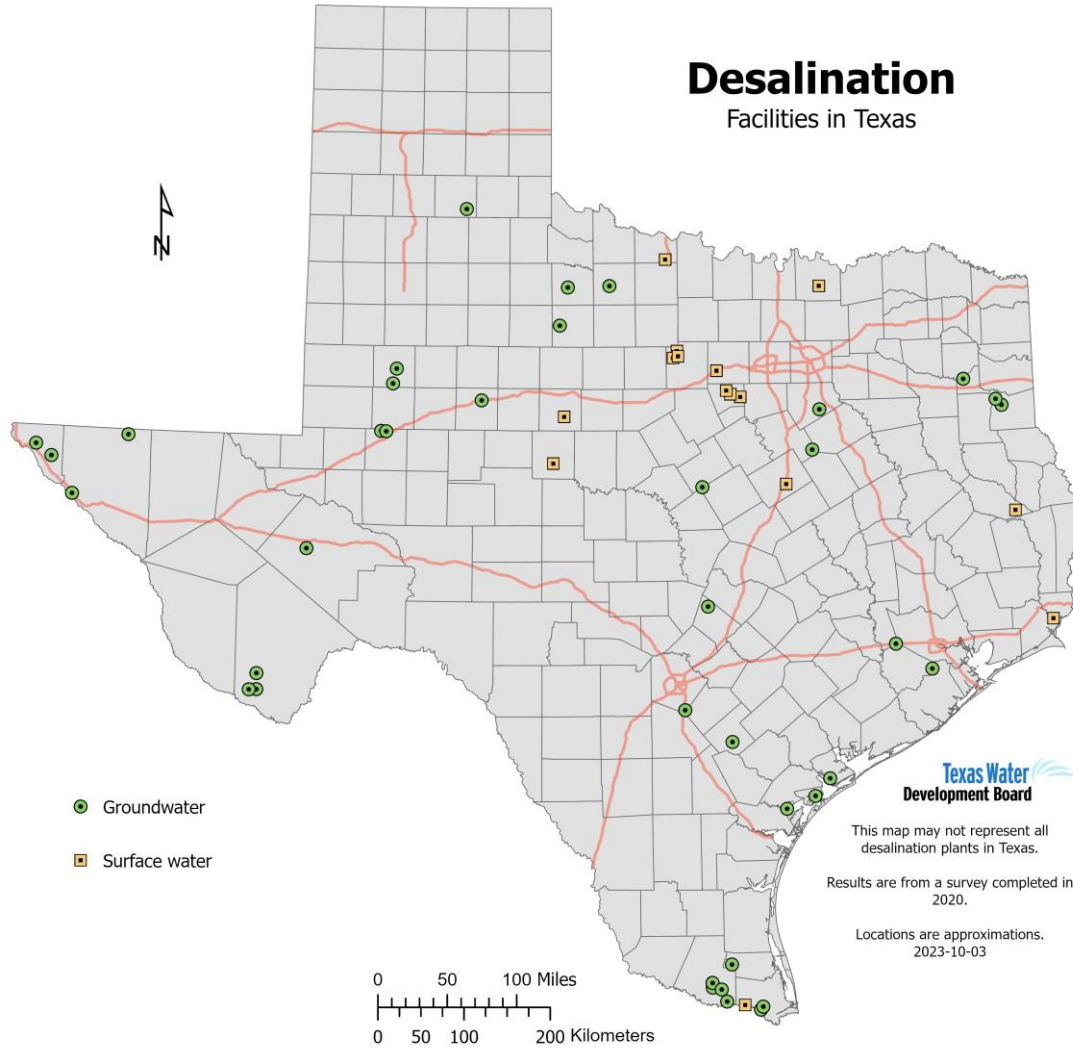 Desalination
Facilities in Texas
N
Groundwater
Surface water
Texas Water
Development Board
This map may not represent all
desalination plants in Texas.
Results are from a survey completed in
2020.
Locations are approximations.
2023-10-03
0 50 100 Miles
0 50 100 200 Kilometers